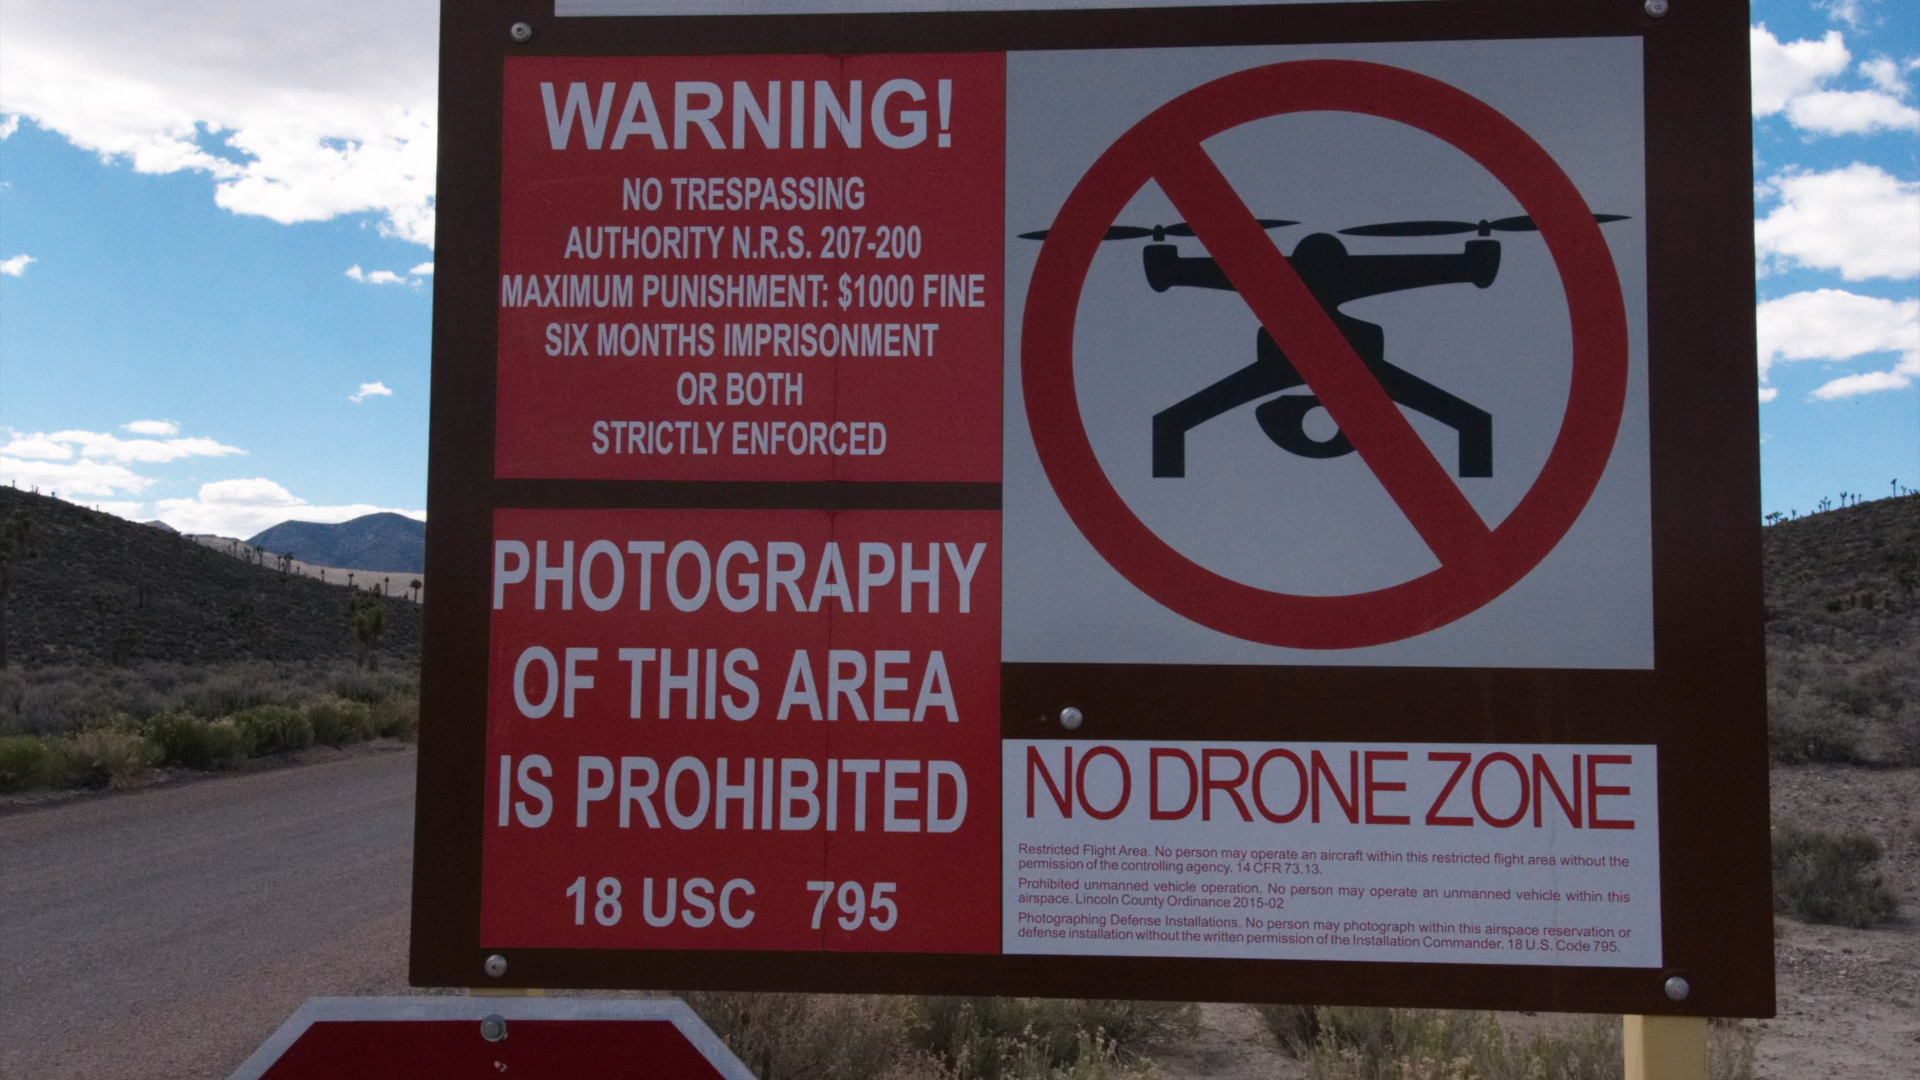 WARNING!
NO TRESPASSING
AUTHORITY N.R.S. 207-200
MAXIMUM PUNISHMENT: $1000 FINE
SIX MONTHS IMPRISONMENT
OR BOTH
STRICTLY ENFORCED
PHOTOGRAPHY
OF THIS AREA
IS PROHIBITED
18 USC 795
NO DRONE ZONE
Restricted Flight Area. No person may operate an aircraft within this restricted flight area without the
permission of the controlling agency. 14 CFR 73.13.
Prohibited unmanned vehicle operation. No person may operate an unmanned vehicle within this
airspace. Lincoln County Ordinance 2015-02
Photographing Defense Installations. No person may photograph within this airspace reservation or
defense installation without the written permission of the Installation Commander. 18 U.S. Code 795.